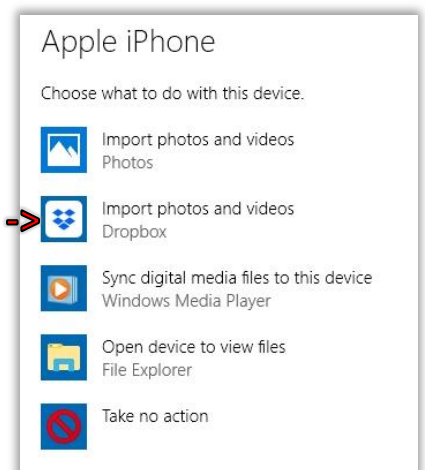 Apple iPhone
Choose what to do with this device.
Import photos and videos
Photos
Import photos and videos
Dropbox
Sync digital media files to this device
Windows Media Player
Open device to view files
File Explorer
Take no action